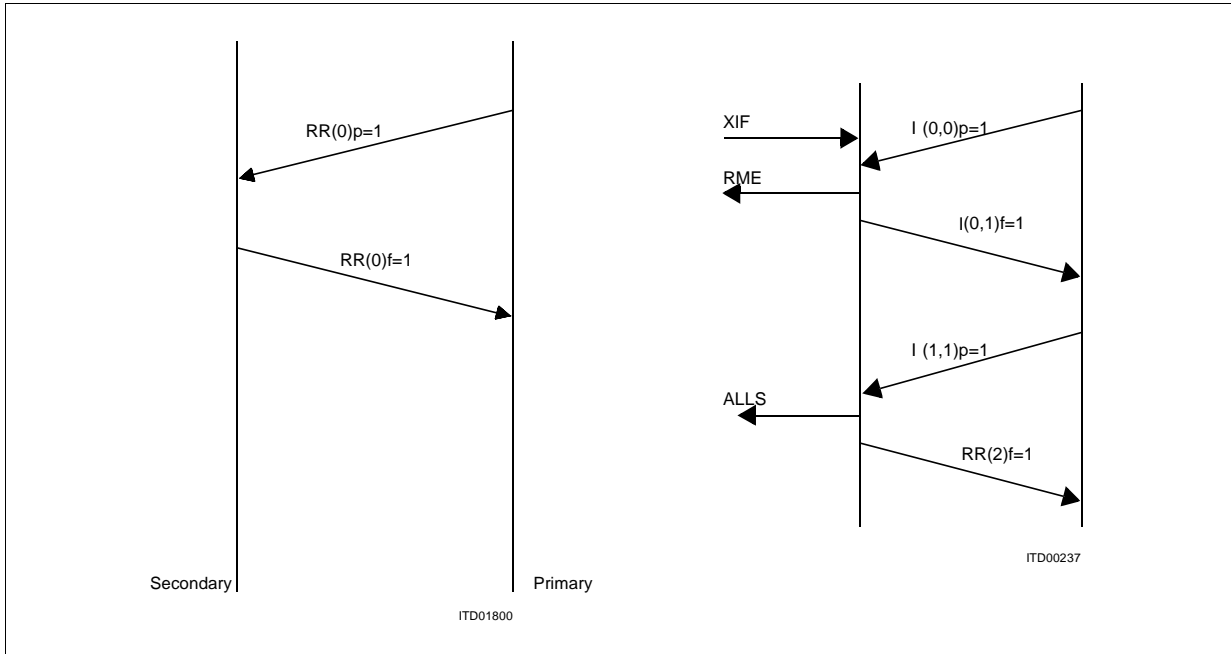 RR(0)p=1
RR(0)f=1
Secondary
Primary
ITD01800
XIF
I (0,0)p=1
RME
I(0,1)f=1
I (1,1)p=1
ALLS
RR(2)f=1
ITD00237